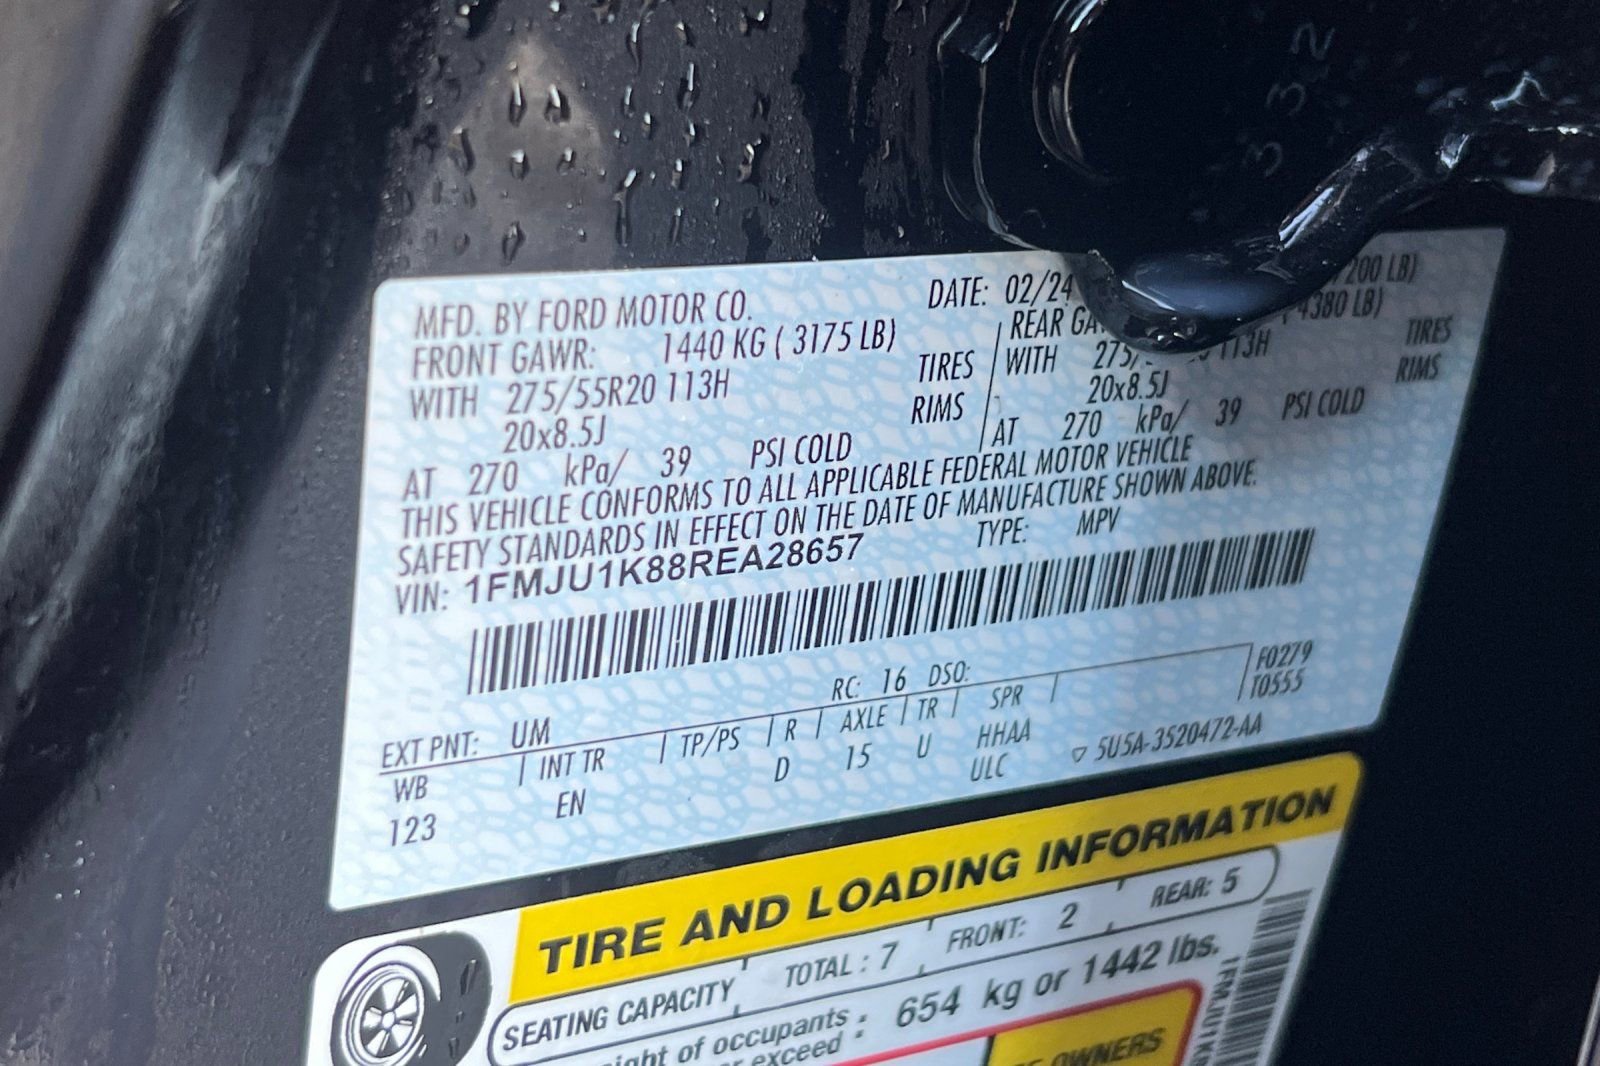 332
MFD. BY FORD MOTOR CO. DATE: 02/24
FRONT GAWR: 1440 KG ( 3175 LB) REAR 4380 LB)
WITH 275/55R20 113H TIRES WITH 113H TIRES
20x8.5J RIMS 20x8.5J RIMS
AT 270 kPa/ 39 PSI COLD AT 270 kPa/ 39 PSI COLD
THIS VEHICLE CONFORMS TO ALL APPLICABLE FEDERAL MOTOR VEHICLE
SAFETY STANDARDS IN EFFECT ON THE DATE OF MANUFACTURE SHOWN ABOVE.
VIN: 1FMJU1K88REA28657 TYPE: MPV
EXT PNT: UM RC: 16 DSO: F0279
WB | INT TR | TP/PS | R | AXLE | TR | SPR | T0555
123 EN D 15 U HHAA
ULC ▽ 5U5A-3520472-AA
TIRE AND LOADING INFORMATION
SEATING CAPACITY TOTAL : 7 FRONT: 2 REAR: 5
of occupants : 654 kg or 1442 lbs.
exceed :
OWNERS